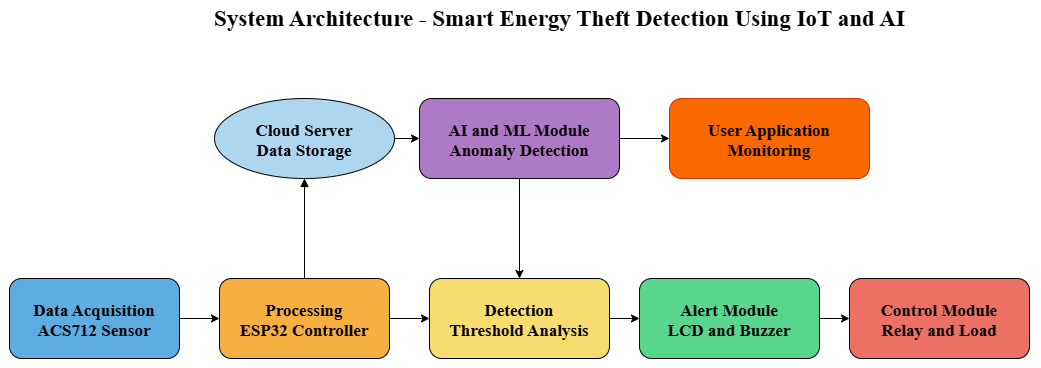 System Architecture - Smart Energy Theft Detection Using IoT and AI
Cloud Server
Data Storage
AI and ML Module
Anomaly Detection
User Application
Monitoring
Data Acquisition
ACS712 Sensor
Processing
ESP32 Controller
Detection
Threshold Analysis
Alert Module
LCD and Buzzer
Control Module
Relay and Load